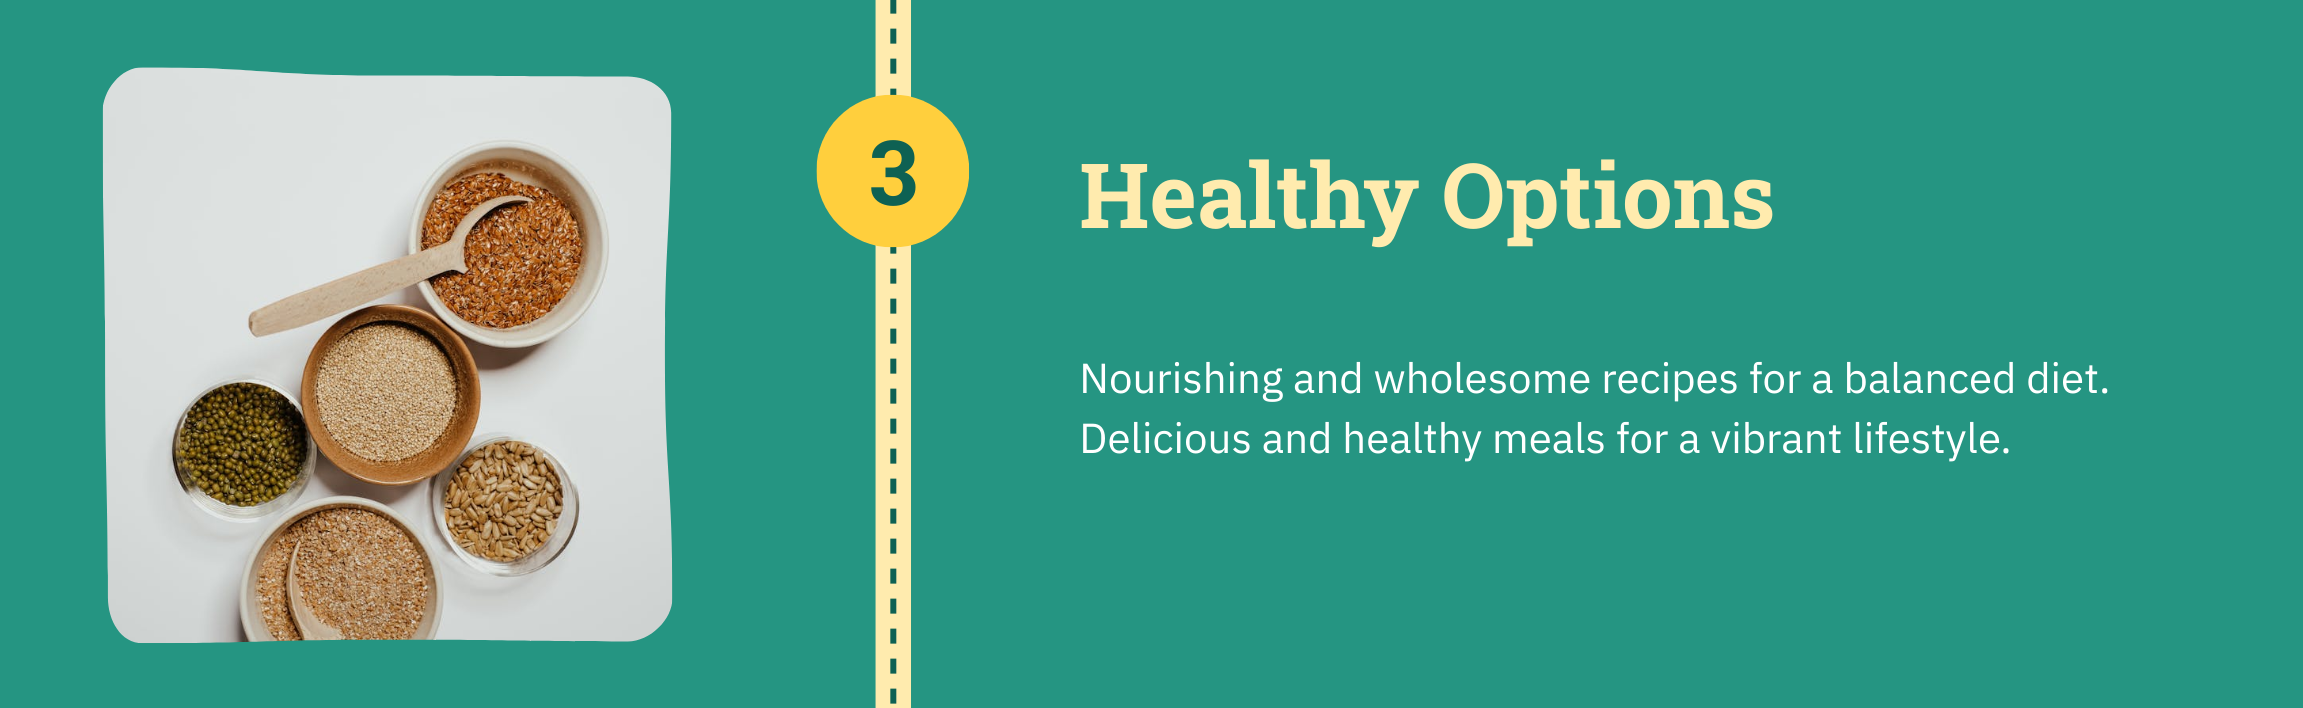 3
Healthy Options
Nourishing and wholesome recipes for a balanced diet.
Delicious and healthy meals for a vibrant lifestyle.